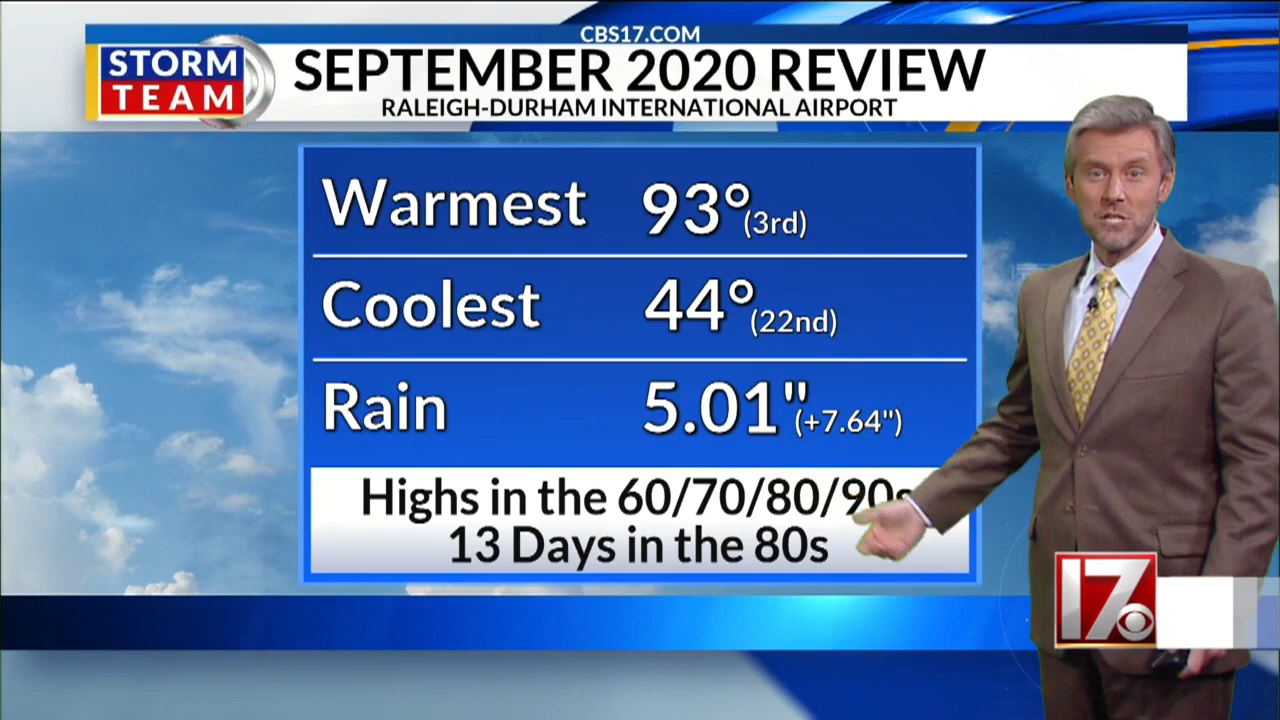 CBS17.COM
STORM
TEAM
SEPTEMBER 2020 REVIEW
RALEIGH-DURHAM INTERNATIONAL AIRPORT
Warmest 93° (3rd)
Coolest 44° (22nd)
Rain 5.01" (+7.64")
Highs in the 60/70/80/90s
13 Days in the 80s
17